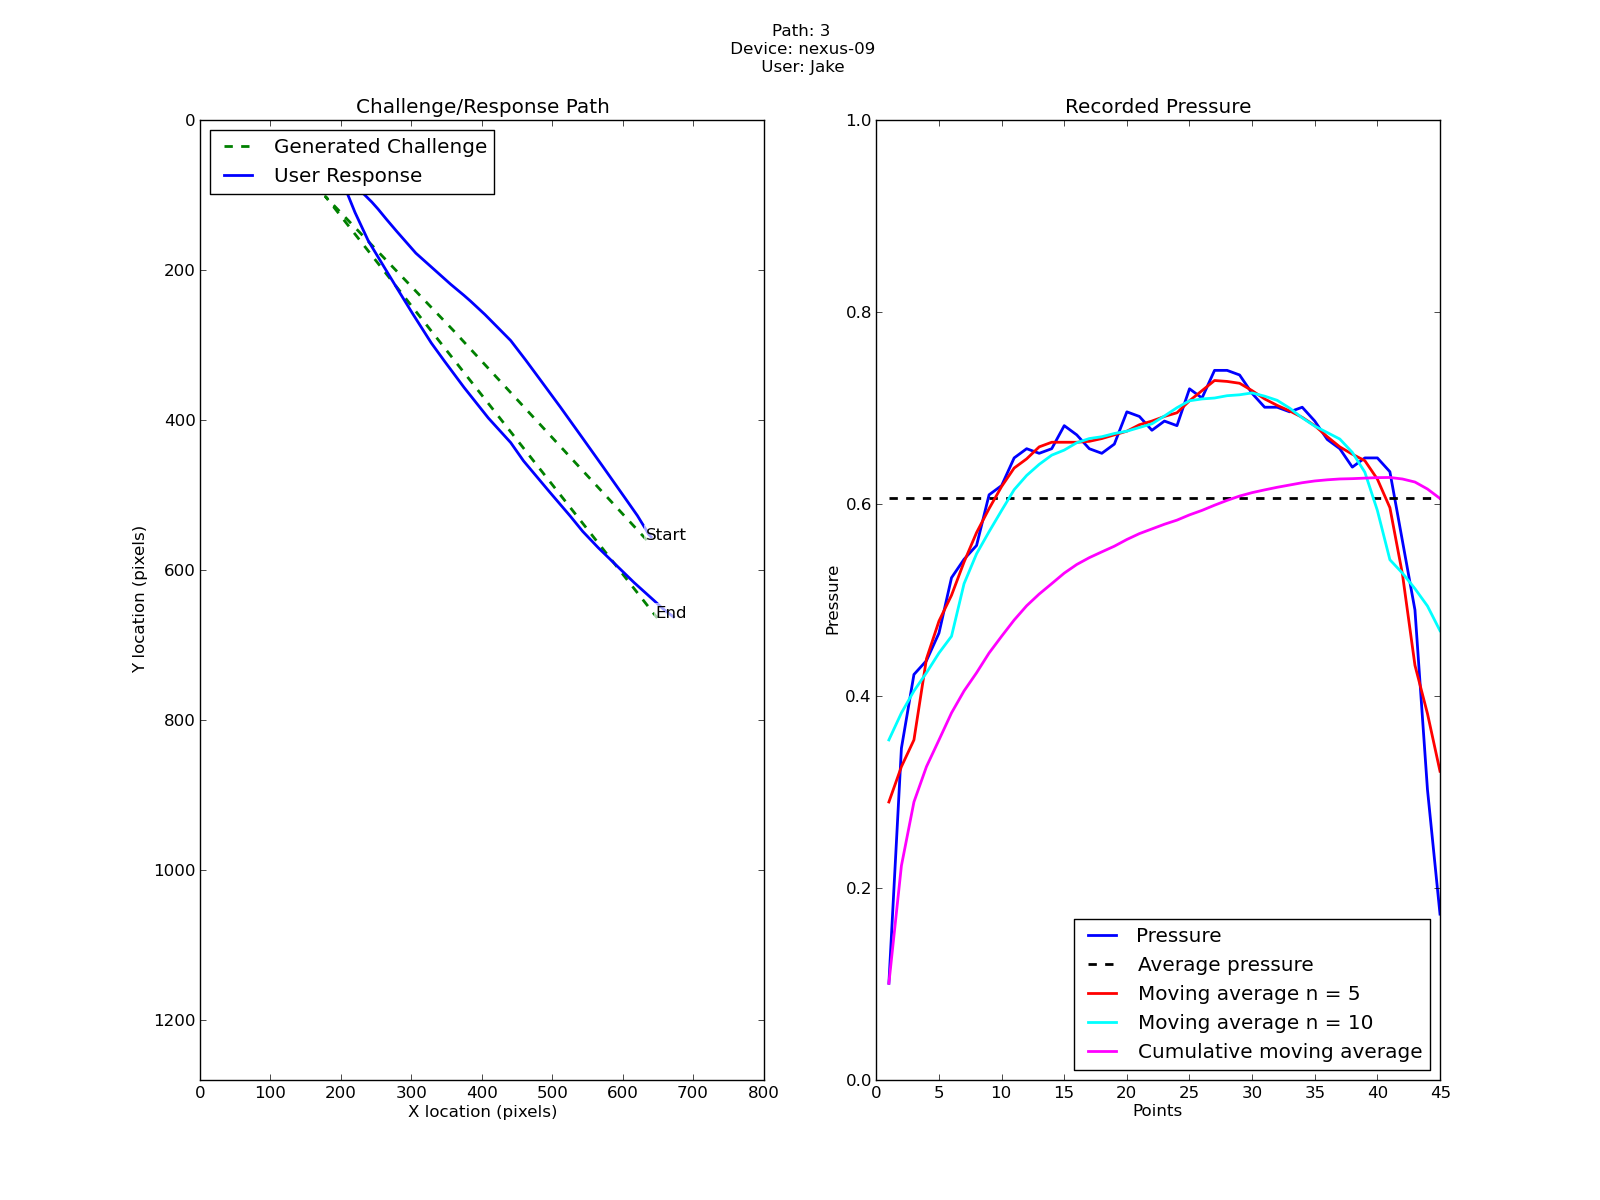 Path: 3
Device: nexus-09
User: Jake
Challenge/Response Path
Generated Challenge
User Response
0
200
400
600
800
1000
1200
Y location (pixels)
Start
End
0 100 200 300 400 500 600 700 800
X location (pixels)
Recorded Pressure
1.0
0.8
0.6
0.4
0.2
0.0
Pressure
Pressure
Average pressure
Moving average n = 5
Moving average n = 10
Cumulative moving average
0 5 10 15 20 25 30 35 40 45
Points